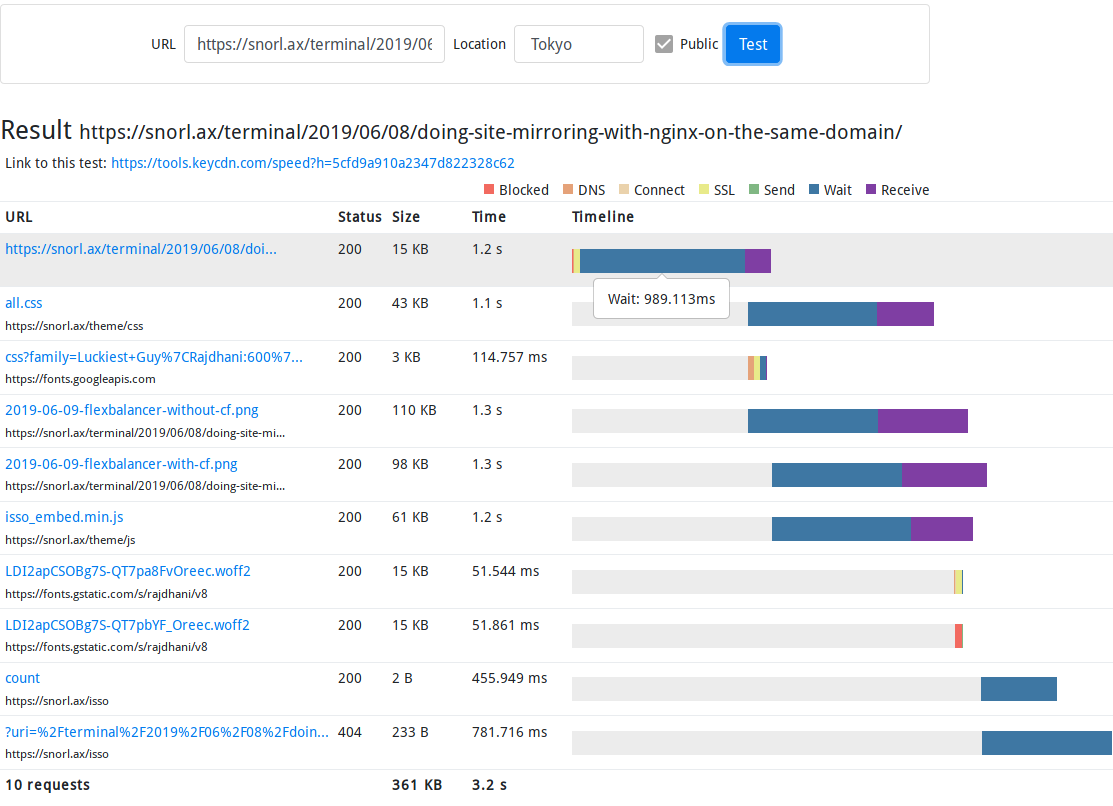 URL https://snorl.ax/terminal/2019/06 Location Tokyo Public Test
Result https://snorl.ax/terminal/2019/06/08/doing-site-mirroring-with-nginx-on-the-same-domain/
Link to this test: https://tools.keycdn.com/speed?h=5cfd9a910a2347d822328c62
Blocked DNS Connect SSL Send Wait Receive
URL Status Size Time Timeline
https://snorl.ax/terminal/2019/06/08/doi... 200 15 KB 1.2 s
Wait: 989.113ms
all.css 200 43 KB 1.1 s
https://snorl.ax/theme/css
css?family=Luckiest+Guy%7CRajdhani:600%7... 200 3 KB 114.757 ms
https://fonts.googleapis.com
2019-06-09-flexbalancer-without-cf.png 200 110 KB 1.3 s
https://snorl.ax/terminal/2019/06/08/doing-site-mi...
2019-06-09-flexbalancer-with-cf.png 200 98 KB 1.3 s
https://snorl.ax/terminal/2019/06/08/doing-site-mi...
isso_embed.min.js 200 61 KB 1.2 s
https://snorl.ax/theme/js
LDI2apCSOBg7S-QT7pa8FvOreec.woff2 200 15 KB 51.544 ms
https://fonts.gstatic.com/s/rajdhani/v8
LDI2apCSOBg7S-QT7pbYF_Oreec.woff2 200 15 KB 51.861 ms
https://fonts.gstatic.com/s/rajdhani/v8
count 200 2 B 455.949 ms
https://snorl.ax/isso
?uri=%2Fterminal%2F2019%2F06%2F08%2Fdoin... 404 233 B 781.716 ms
https://snorl.ax/isso
10 requests 361 KB 3.2 s